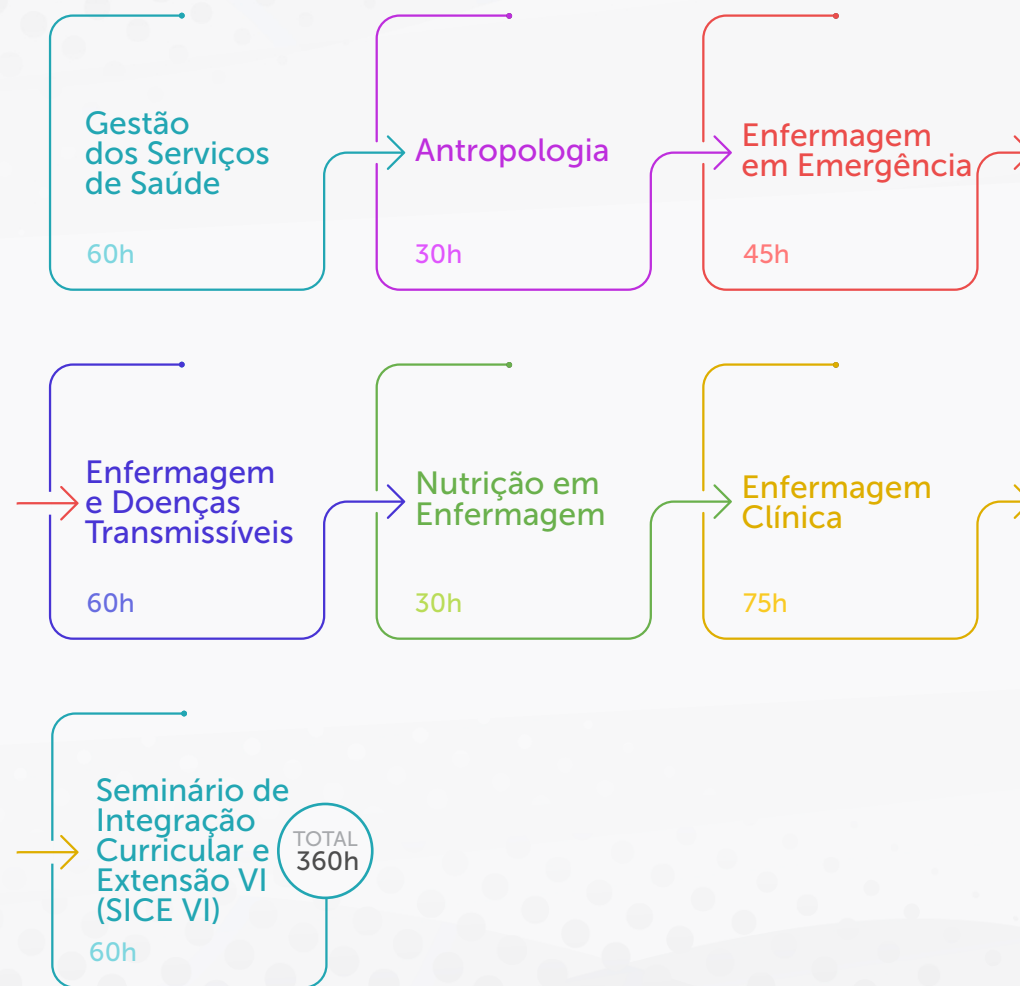 Gestão
dos Serviços
de Saúde
60h
Antropologia
30h
Enfermagem
em Emergência
45h
Enfermagem
e Doenças
Transmissíveis
60h
Nutrição em
Enfermagem
30h
Enfermagem
Clínica
75h
Seminário de
Integração
Curricular e
Extensão VI
(SICE VI)
60h
TOTAL
360h